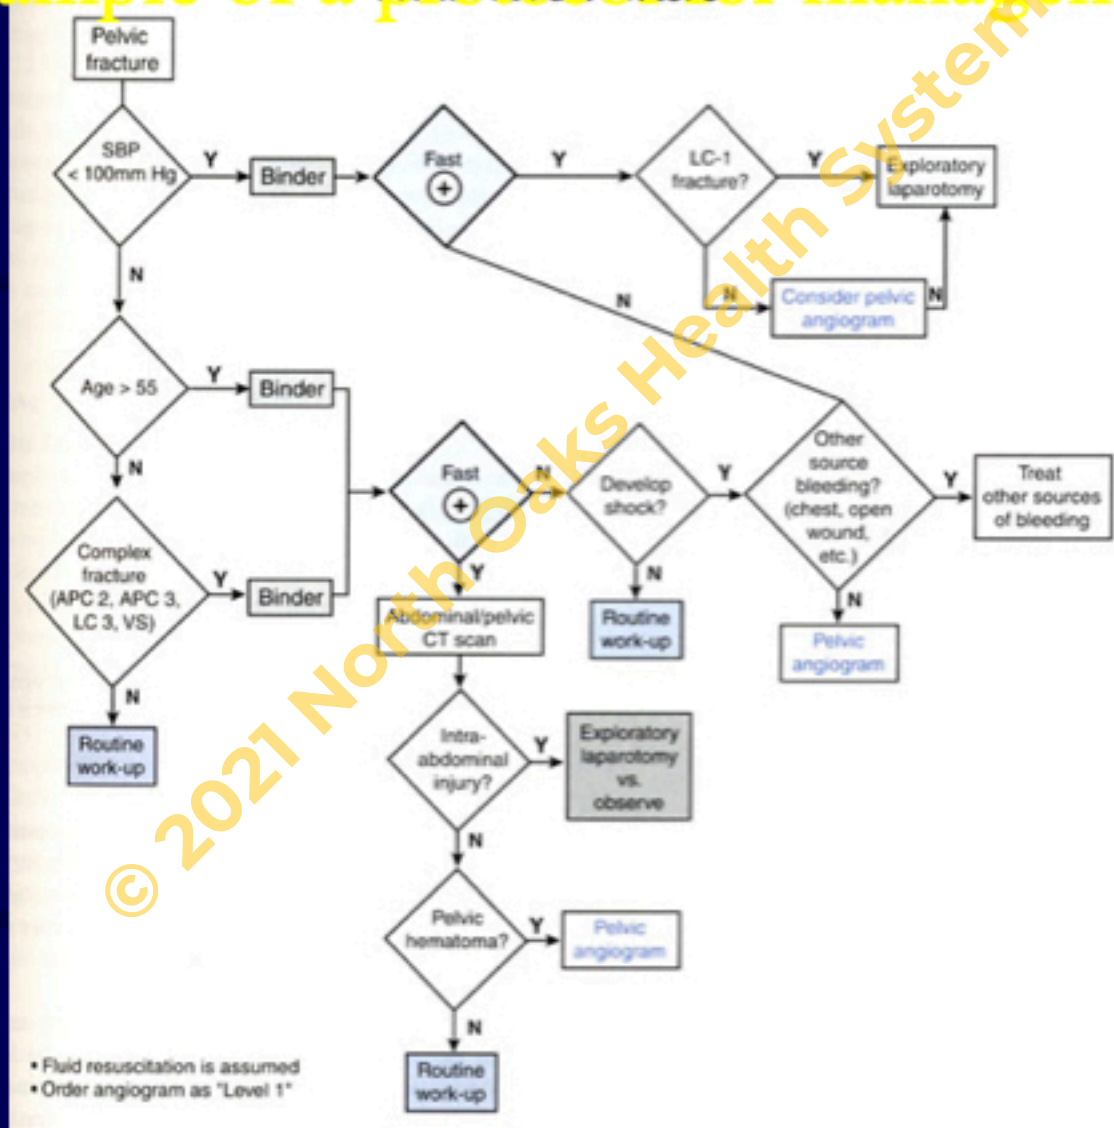 of a protocol for
Pelvic
fracture
SBP
< 100mm Hg
Y
Binder
Fast
+
Y
LC-1
fracture?
Y
Exploratory
laparotomy
N
N
N
Consider pelvic
angiogram
N
Age > 55
Y
Binder
N
Fast
+
N
Develop
shock?
Y
Other
source
bleeding?
(chest, open
wound,
etc.)
Y
Treat
other sources
of bleeding
Complex
fracture
(APC 2, APC 3,
LC 3, VS)
Y
Binder
Y
N
N
Abdominal/pelvic
CT scan
Routine
work-up
Pelvic
angiogram
N
Routine
work-up
Intra-
abdominal
injury?
Y
Exploratory
laparotomy
vs.
observe
N
Pelvic
hematoma?
Y
Pelvic
angiogram
N
Routine
work-up
• Fluid resuscitation is assumed
• Order angiogram as "Level 1"
© 2021 North Oaks Health System